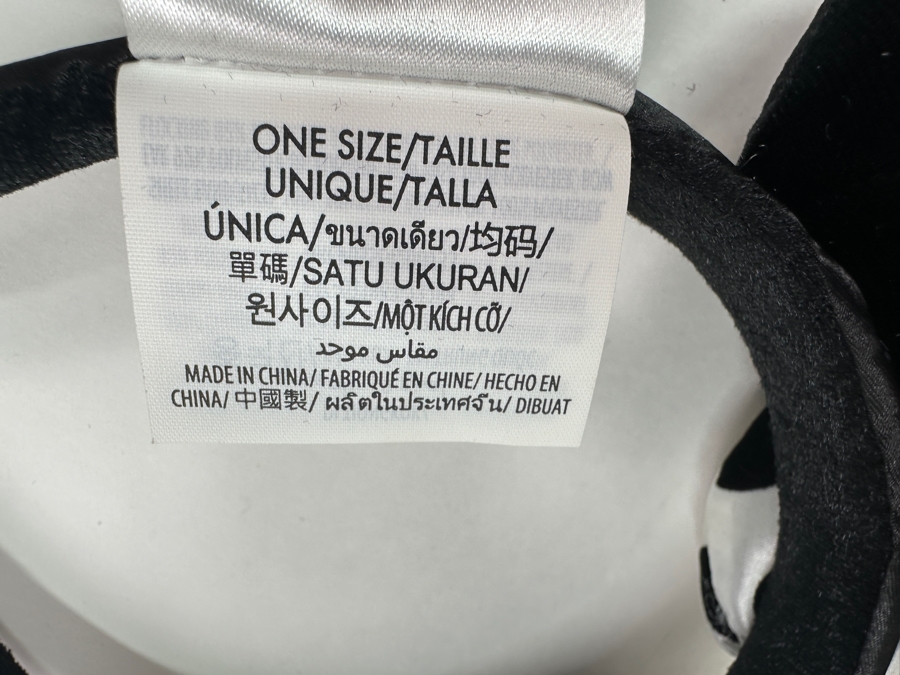 ONE SIZE/TAILLE
UNIQUE/TALLA
ÚNICA/ขนาดเดียว/均码/
單碼/SATU UKURAN/
원사이즈/MỘT KÍCH CỠ/
مقاس موحد
MADE IN CHINA/ FABRIQUÉ EN CHINE/ HECHO EN
CHINA/ 中國製/ ผลิตในประเทศจีน/ DIBUAT